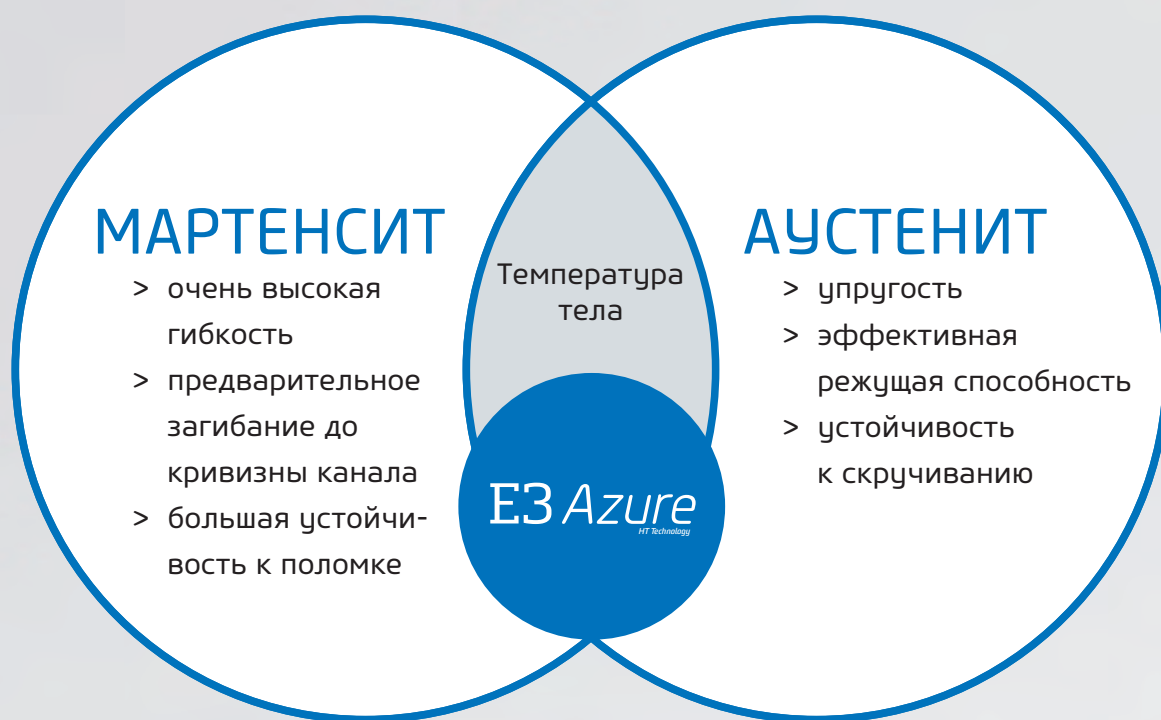 МАРТЕНСИТ
> очень высокая
гибкость
> предварительное
загибание до
кривизны канала
> большая устойчи-
вость к поломке
Температура
тела
E3 Azure
HT Technology
АУСТЕНИТ
> упругость
> эффективная
режущая способность
> устойчивость
к скручиванию